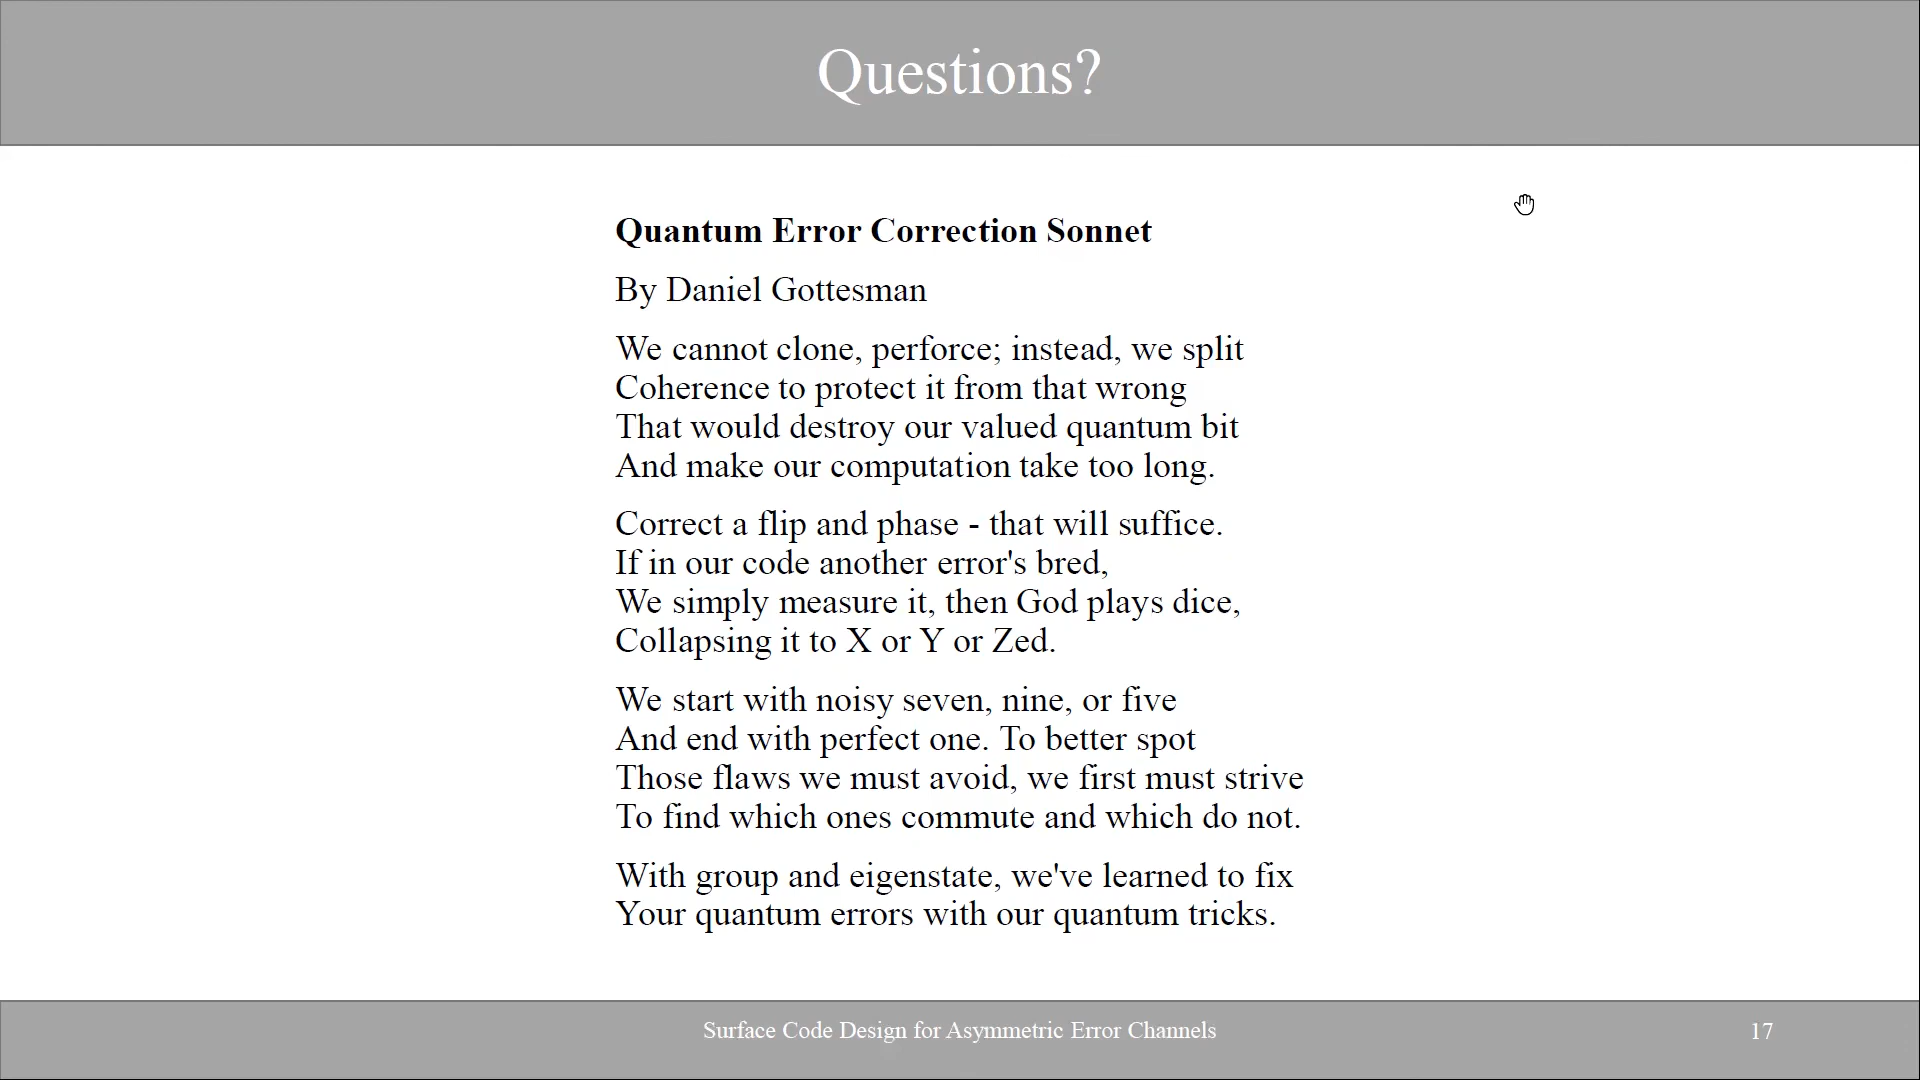 Questions?
Quantum Error Correction Sonnet
By Daniel Gottesman
We cannot clone, perforce; instead, we split
Coherence to protect it from that wrong
That would destroy our valued quantum bit
And make our computation take too long.
Correct a flip and phase - that will suffice.
If in our code another error's bred,
We simply measure it, then God plays dice,
Collapsing it to X or Y or Zed.
We start with noisy seven, nine, or five
And end with perfect one. To better spot
Those flaws we must avoid, we first must strive
To find which ones commute and which do not.
With group and eigenstate, we've learned to fix
Your quantum errors with our quantum tricks.
Surface Code Design for Asymmetric Error Channels
17